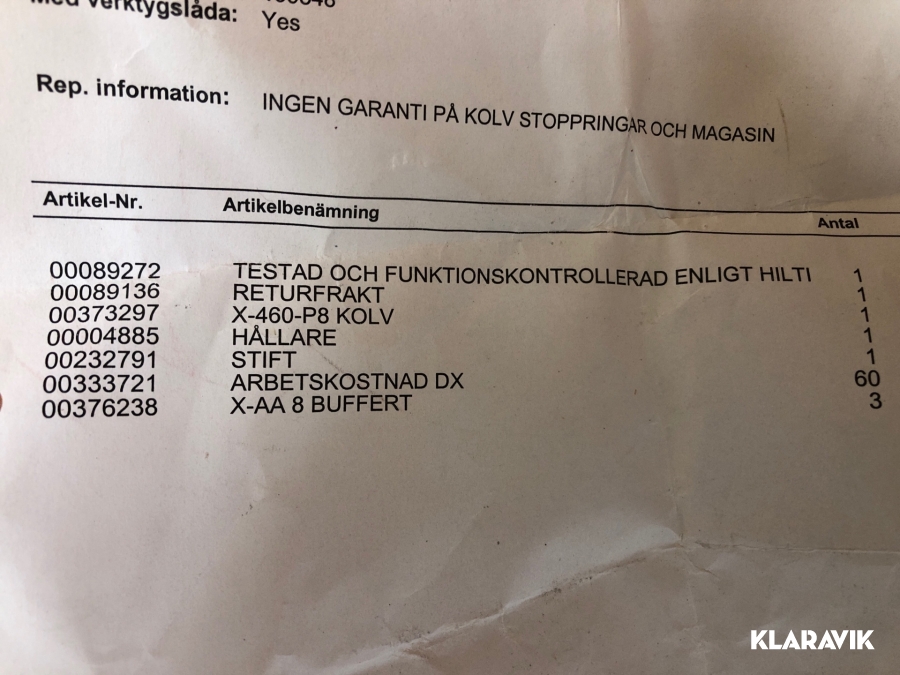 Med verktygslåda: Yes
Rep. information: INGEN GARANTI PÅ KOLV STOPPRINGAR OCH MAGASIN
Artikel-Nr. Artikelbenämning Antal
00089272 TESTAD OCH FUNKTIONSKONTROLLERAD ENLIGT HILTI 1
00089136 RETURFRAKT 1
00373297 X-460-P8 KOLV 1
00004885 HÅLLARE 1
00232791 STIFT 1
00333721 ARBETSKOSTNAD DX 60
00376238 X-AA 8 BUFFERT 3
KLARAVIK